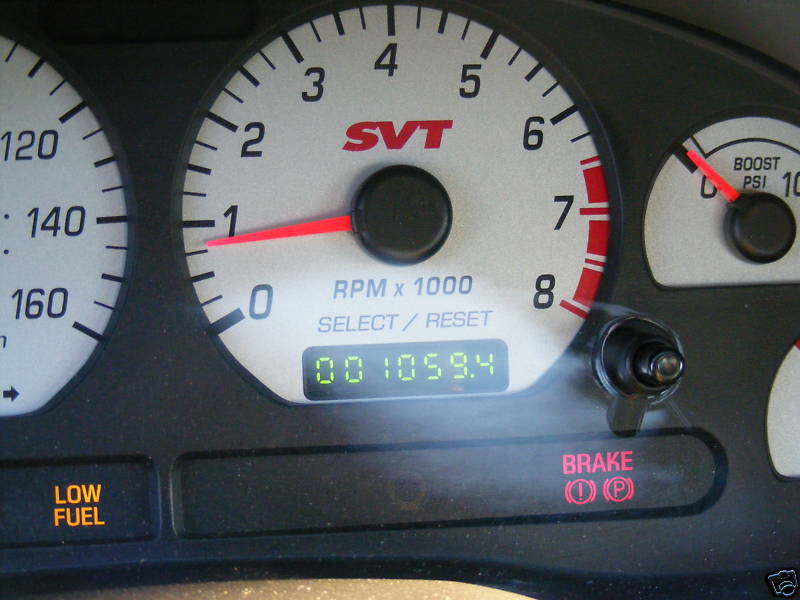 120
140
160
0
1
2
3
4
5
6
7
8
SVT
RPM x 1000
SELECT / RESET
001059.4
BOOST
PSI
0
10
LOW
FUEL
BRAKE
(!) (P)